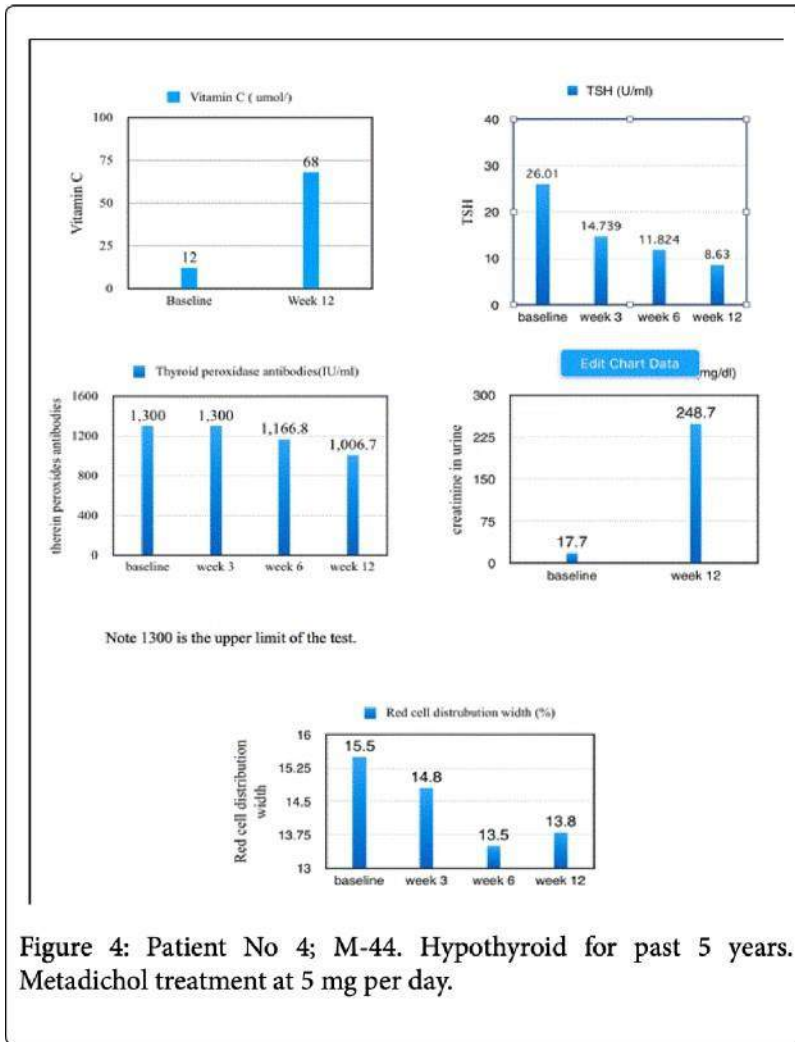 Vitamin C ( umol/)
100
75
50
25
0
Vitamin C
12
68
Baseline
Week 12
TSH (U/ml)
40
30
20
10
0
TSH
26.01
14.739
11.824
8.63
baseline week 3 week 6 week 12
Thyroid peroxidase antibodies(IU/ml)
1600
1200
800
400
0
therein peroxides antibodies
1,300
1,300
1,166.8
1,006.7
baseline week 3 week 6 week 12
Edit Chart Data
(mg/dl)
300
225
150
75
0
creatinine in urine
17.7
248.7
baseline
week 12
Note 1300 is the upper limit of the test.
Red cell distrubution width (%)
16
15.25
14.5
13.75
13
Red cell distribution
width
15.5
14.8
13.5
13.8
baseline week 3 week 6 week 12
Figure 4: Patient No 4; M-44. Hypothyroid for past 5 years.
Metadichol treatment at 5 mg per day.